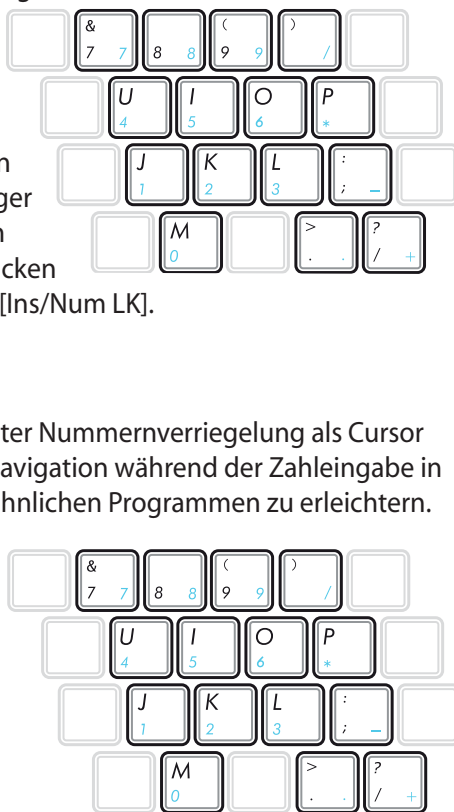 & ( )
7 7 8 8 9 9 /
U I O P
4 5 6 *
n J K L :
ger 1 2 3 ; –
n M > ?
0 . . / +
cken
[Ins/Num LK].
ter Nummernverriegelung als Cursor
avigation während der Zahleingabe in
hnlichen Programmen zu erleichtern.
& ( )
7 7 8 8 9 9 /
U I O P
4 5 6 *
J K L :
1 2 3 ; –
M > ?
0 . . / +